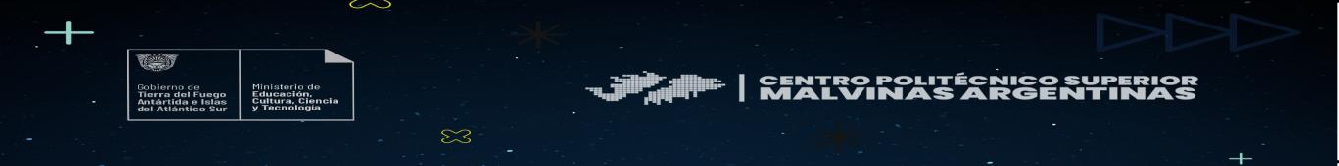 Gobierno de
Tierra del Fuego
Antártida e Islas
del Atlántico Sur
Ministerio de
Educación,
Cultura, Ciencia
y Tecnología
CENTRO POLITÉCNICO SUPERIOR
MALVINAS ARGENTINAS